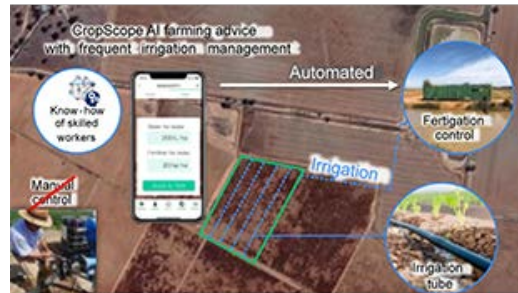 CropScope AI farming advice
with frequent irrigation management
Automated
Know-how
of skilled
workers
Fertigation
control
Irrigation
Manual
control
Irrigation
tube